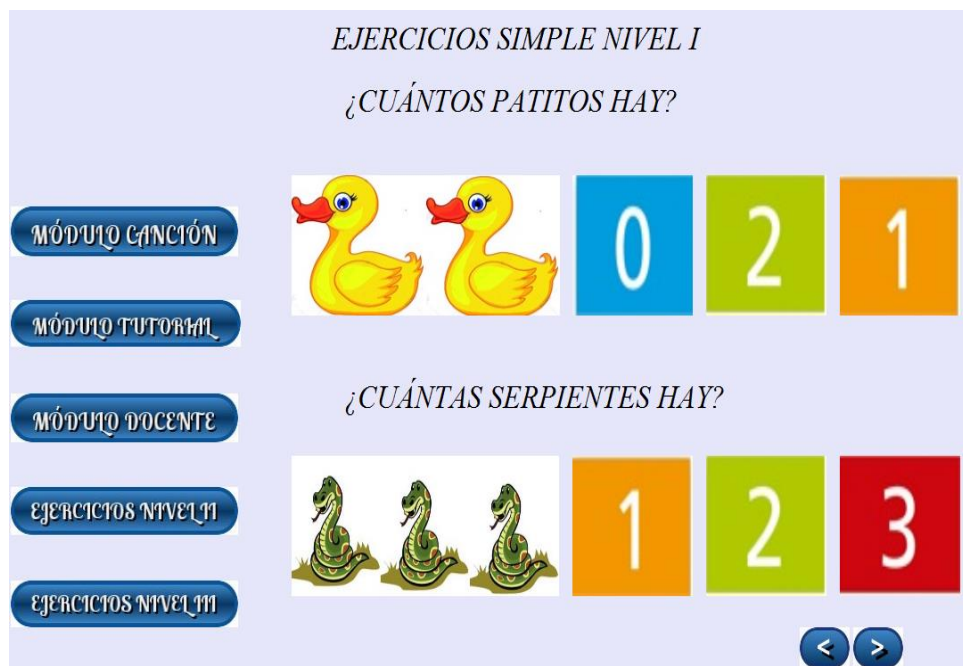 EJERCICIOS SIMPLE NIVEL I
¿CUÁNTOS PATITOS HAY?
0 2 1
¿CUÁNTAS SERPIENTES HAY?
1 2 3
MÓDULO CANCIÓN
MÓDULO TUTORIAL
MÓDULO DOCENTE
EJERCICIOS NIVEL II
EJERCICIOS NIVEL III
< >